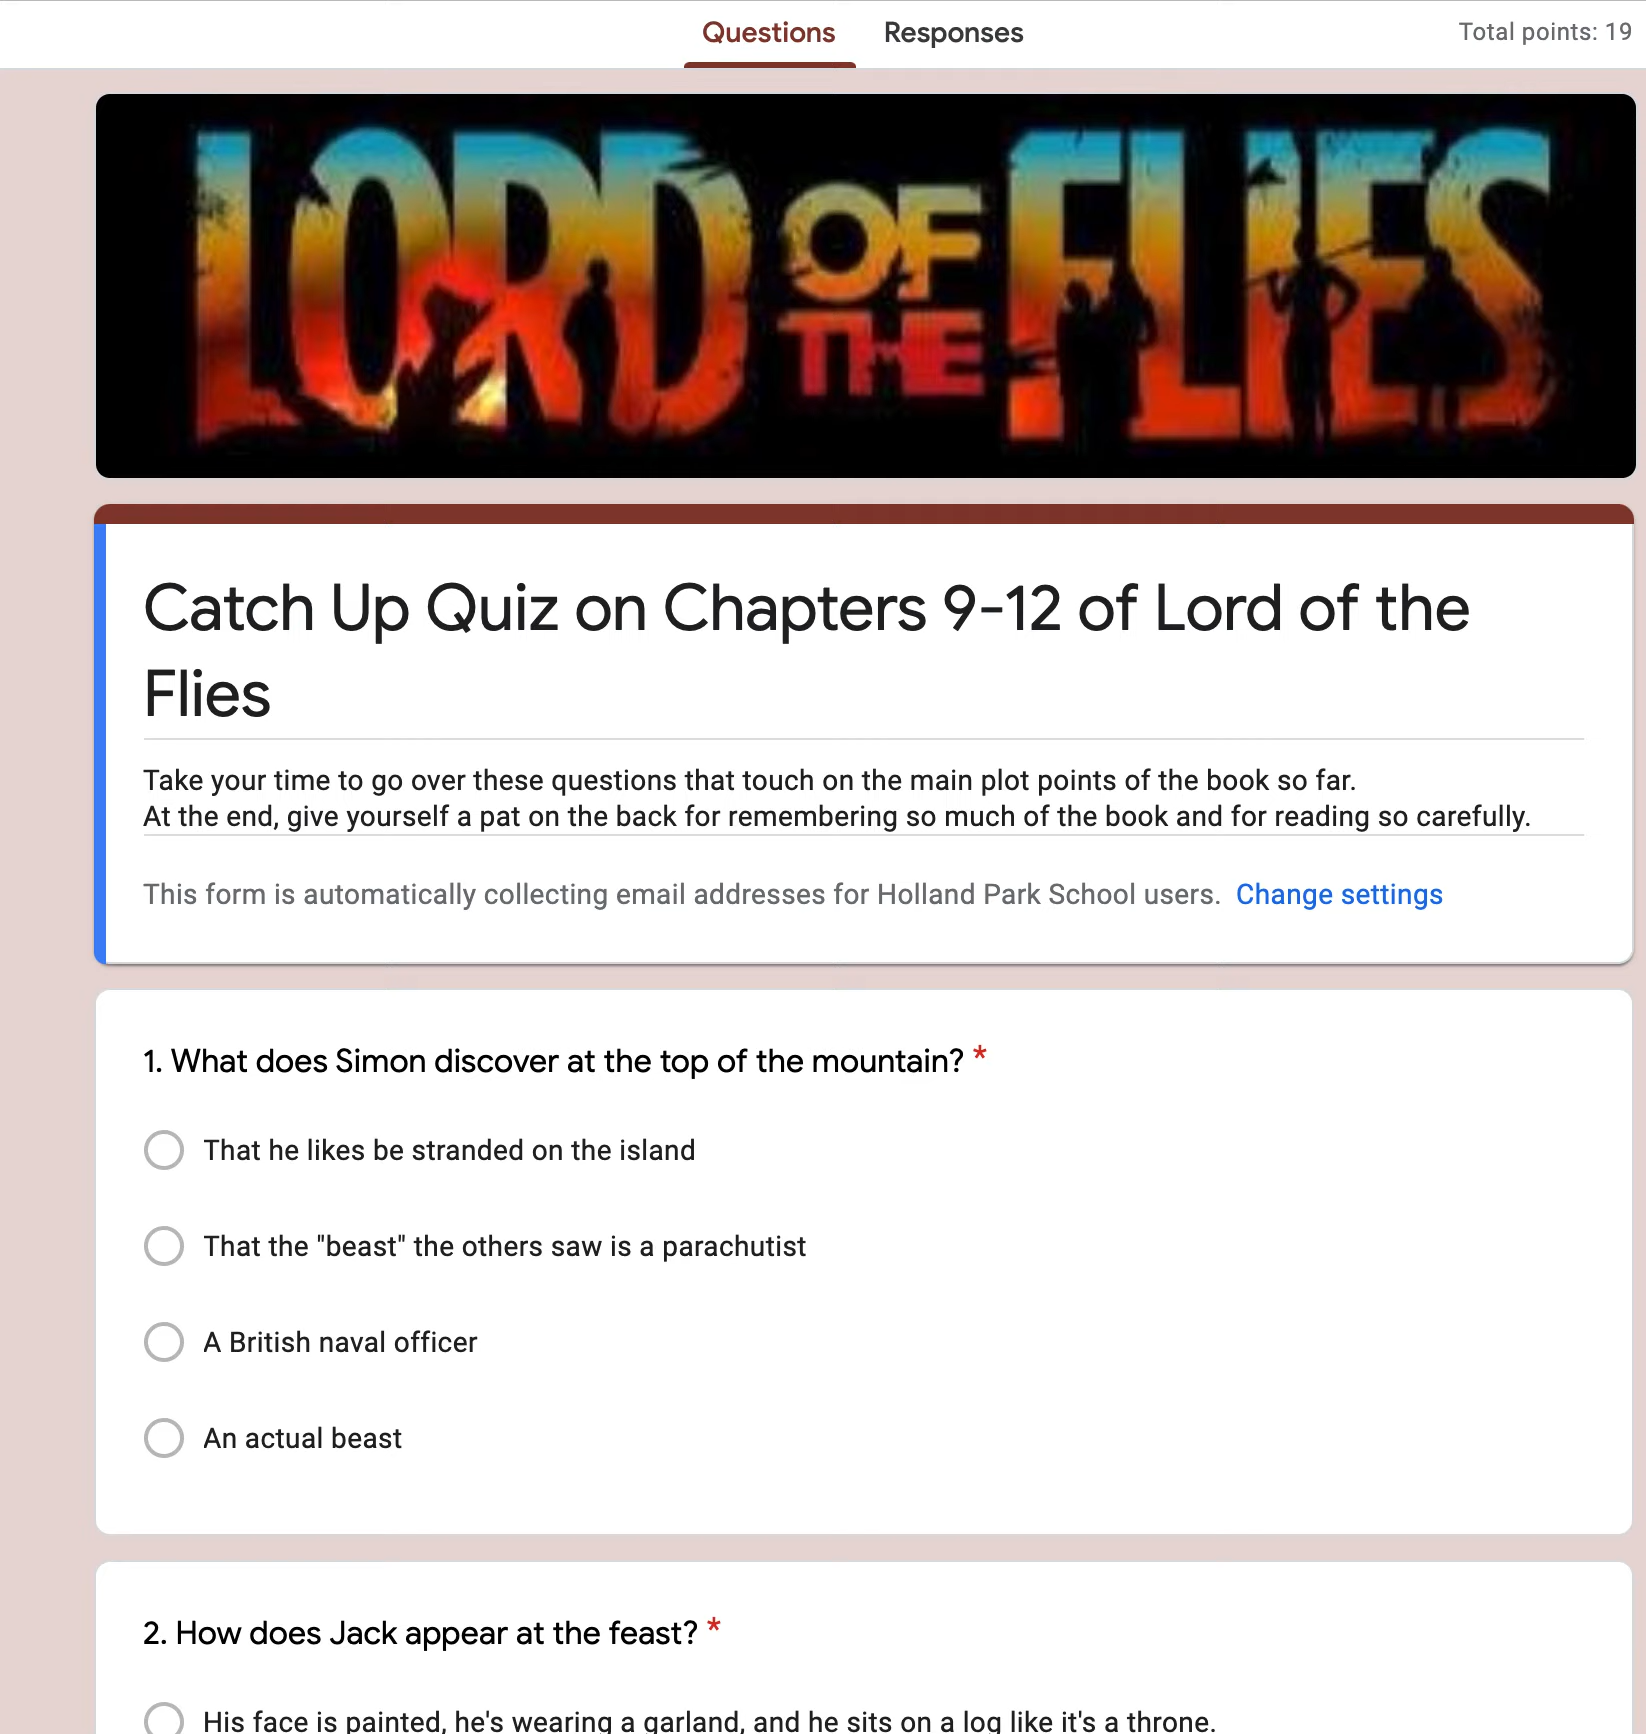 Questions Responses Total points: 19
LORD OF THE FLIES
Catch Up Quiz on Chapters 9-12 of Lord of the
Flies
Take your time to go over these questions that touch on the main plot points of the book so far.
At the end, give yourself a pat on the back for remembering so much of the book and for reading so carefully.
This form is automatically collecting email addresses for Holland Park School users. Change settings
1. What does Simon discover at the top of the mountain? *
That he likes be stranded on the island
That the "beast" the others saw is a parachutist
A British naval officer
An actual beast
2. How does Jack appear at the feast? *
His face is painted, he's wearing a garland, and he sits on a log like it's a throne.